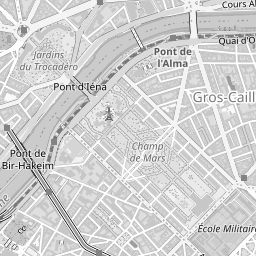 Cours Al
Quai d'O
Pont de
l'Alma
Jardins
du Trocadéro
Pont d'Iéna
Gros-Caill
Champ
de Mars
Pont de
Bir-Hakeim
École Militaire